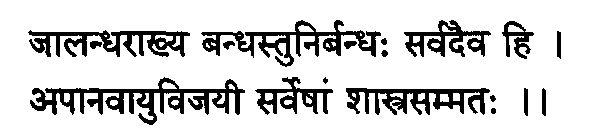 जालन्धराख्य बन्धस्तुनिर्बन्धः सर्वदैव हि ।
अपानवायुविजयी सर्वेषां शास्त्रसम्मतः ।।